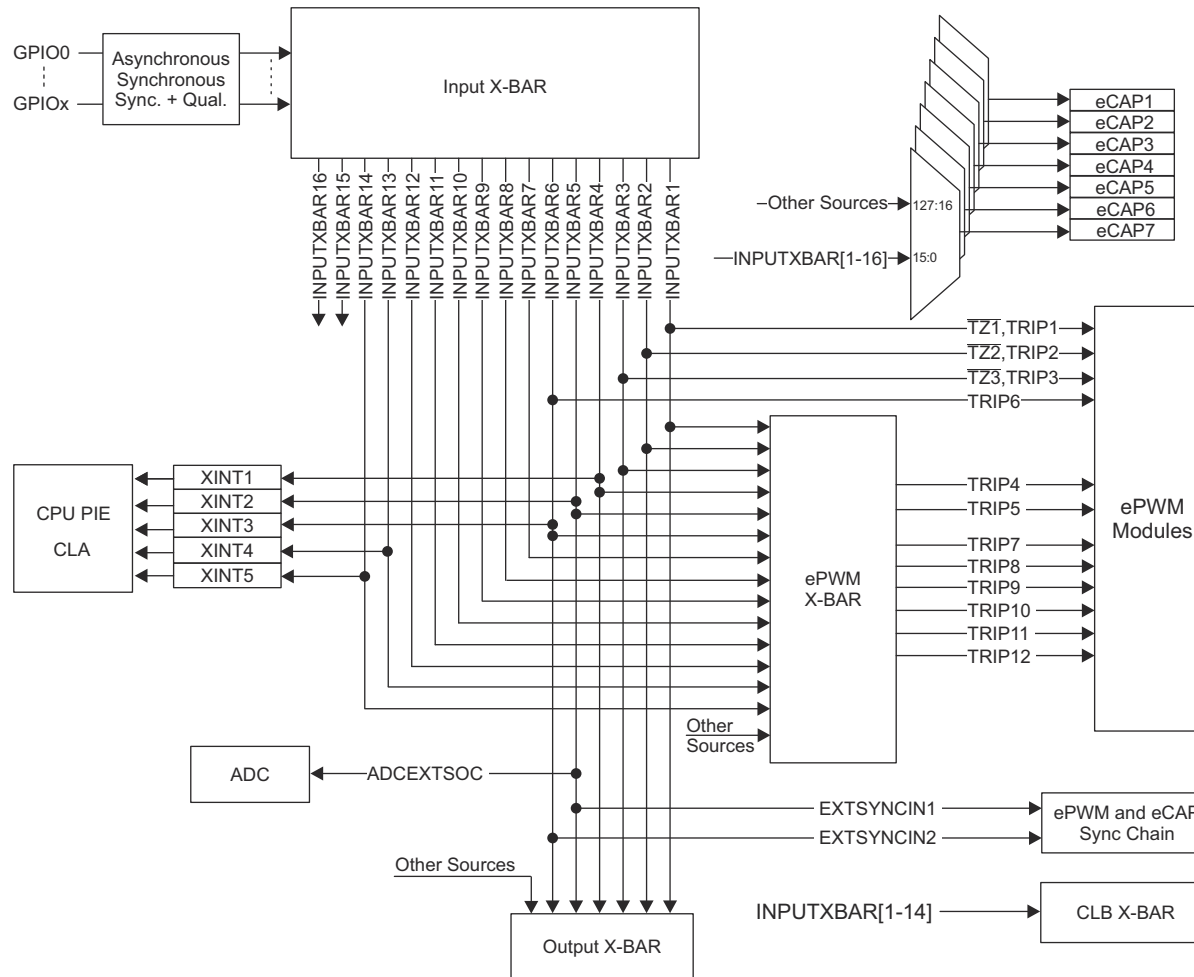 GPIO0
GPIOx
Asynchronous
Synchronous
Sync. + Qual.
Input X-BAR
INPUTXBAR16
INPUTXBAR15
INPUTXBAR14
INPUTXBAR13
INPUTXBAR12
INPUTXBAR11
INPUTXBAR10
INPUTXBAR9
INPUTXBAR8
INPUTXBAR7
INPUTXBAR6
INPUTXBAR5
INPUTXBAR4
INPUTXBAR3
INPUTXBAR2
INPUTXBAR1
Other Sources
INPUTXBAR[1-16]
127:16
15:0
eCAP1
eCAP2
eCAP3
eCAP4
eCAP5
eCAP6
eCAP7
TZ1,TRIP1
TZ2,TRIP2
TZ3,TRIP3
TRIP6
CPU PIE
CLA
XINT1
XINT2
XINT3
XINT4
XINT5
ePWM
X-BAR
Other
Sources
TRIP4
TRIP5
TRIP7
TRIP8
TRIP9
TRIP10
TRIP11
TRIP12
ePWM
Modules
ADC
ADCEXTSOC
EXTSYNCIN1
EXTSYNCIN2
ePWM and eCAP
Sync Chain
Other Sources
Output X-BAR
INPUTXBAR[1-14]
CLB X-BAR